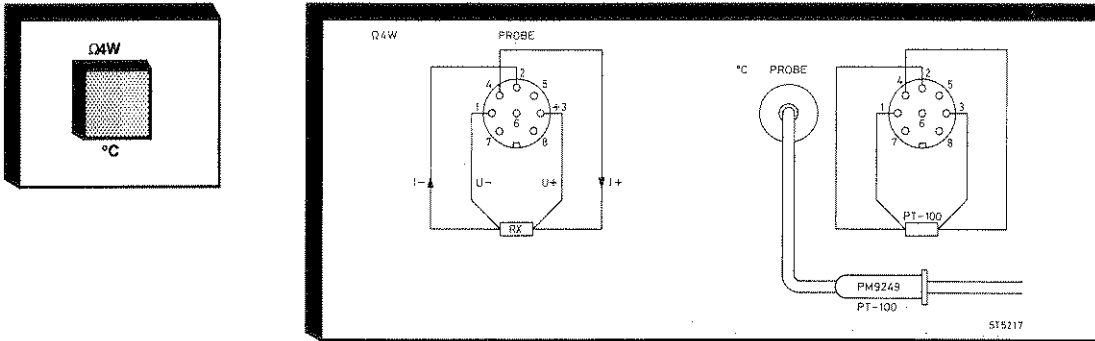 Ω4W
°C
Ω4W PROBE
4 2 5
1 6 +3
7 8
I- U- U+ I+
RX
°C PROBE
4 2 5
1 6 3
7 8
PT-100
PM9249
PT-100
ST5217